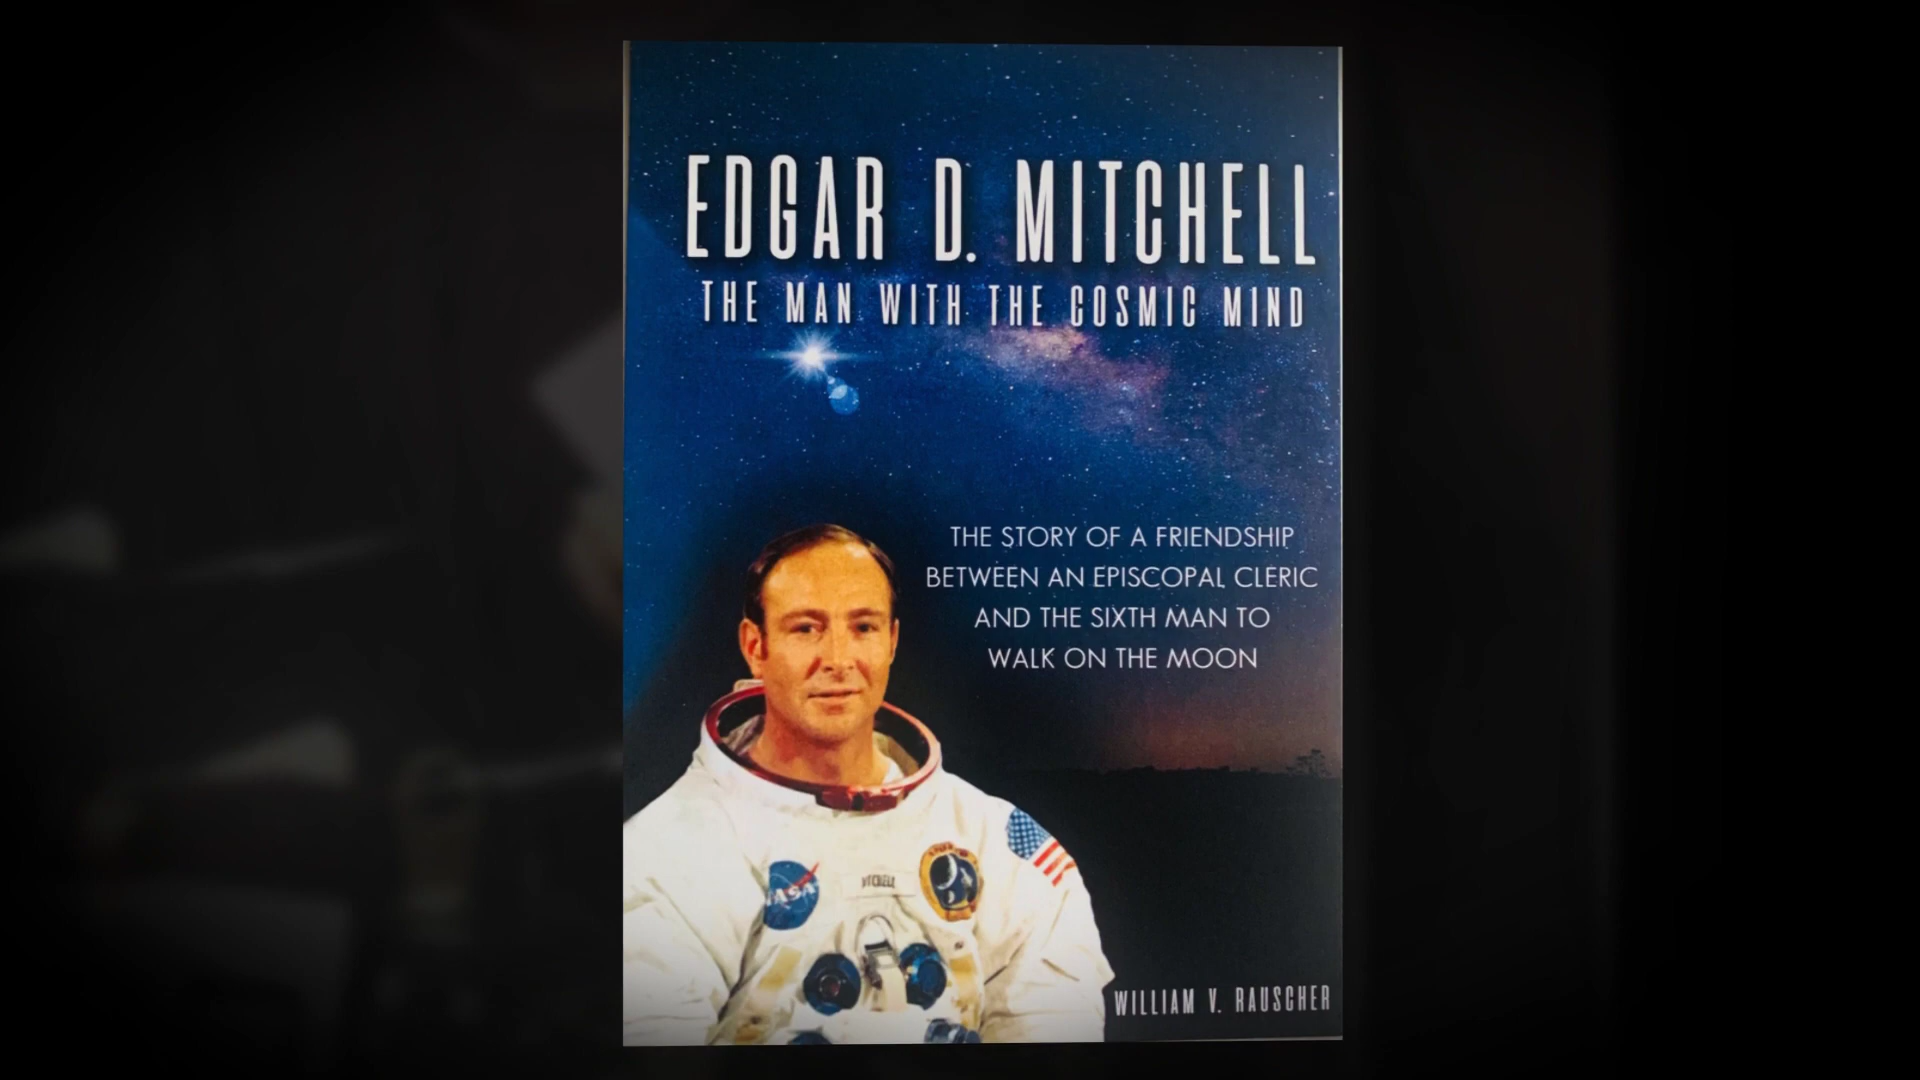 EDGAR D. MITCHELL
THE MAN WITH THE COSMIC MIND
THE STORY OF A FRIENDSHIP
BETWEEN AN EPISCOPAL CLERIC
AND THE SIXTH MAN TO
WALK ON THE MOON
NASA
MITCHELL
WILLIAM V. RAUSCHER